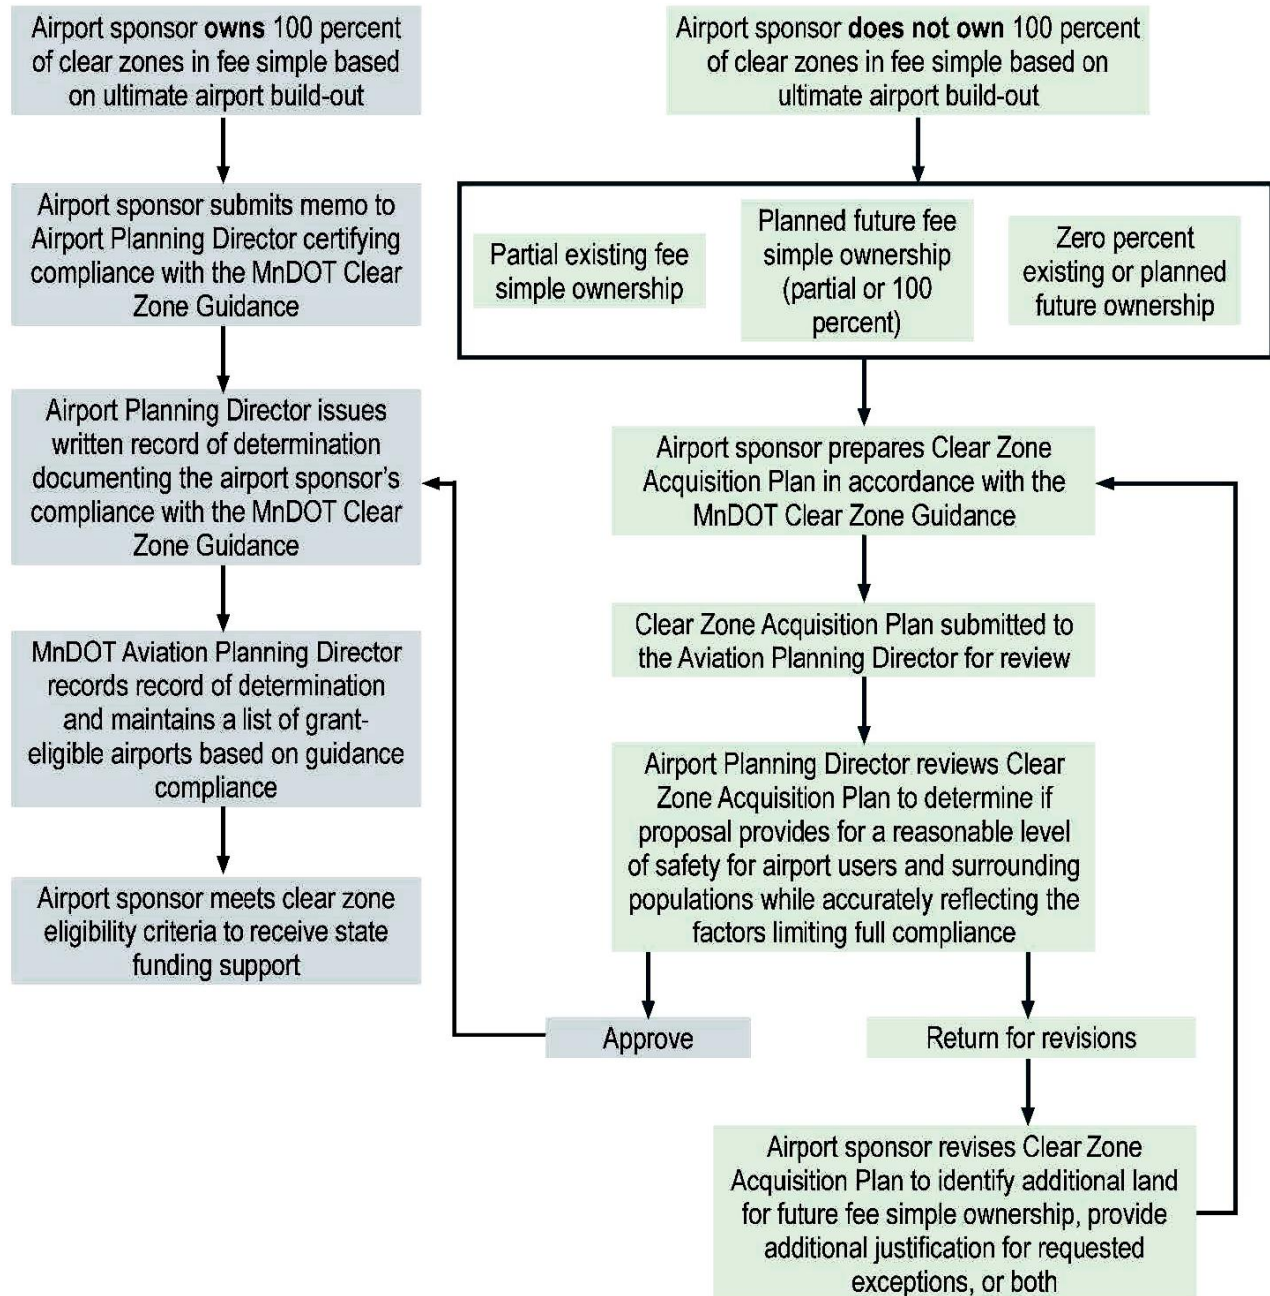 Airport sponsor owns 100 percent
of clear zones in fee simple based
on ultimate airport build-out
Airport sponsor submits memo to
Airport Planning Director certifying
compliance with the MnDOT Clear
Zone Guidance
Airport Planning Director issues
written record of determination
documenting the airport sponsor's
compliance with the MnDOT Clear
Zone Guidance
MnDOT Aviation Planning Director
records record of determination
and maintains a list of grant-
eligible airports based on guidance
compliance
Airport sponsor meets clear zone
eligibility criteria to receive state
funding support
Airport sponsor does not own 100 percent
of clear zones in fee simple based on
ultimate airport build-out
Partial existing fee
simple ownership
Planned future fee
simple ownership
(partial or 100
percent)
Zero percent
existing or planned
future ownership
Airport sponsor prepares Clear Zone
Acquisition Plan in accordance with the
MnDOT Clear Zone Guidance
Clear Zone Acquisition Plan submitted to
the Aviation Planning Director for review
Airport Planning Director reviews Clear
Zone Acquisition Plan to determine if
proposal provides for a reasonable level
of safety for airport users and surrounding
populations while accurately reflecting the
factors limiting full compliance
Approve
Return for revisions
Airport sponsor revises Clear Zone
Acquisition Plan to identify additional land
for future fee simple ownership, provide
additional justification for requested
exceptions, or both